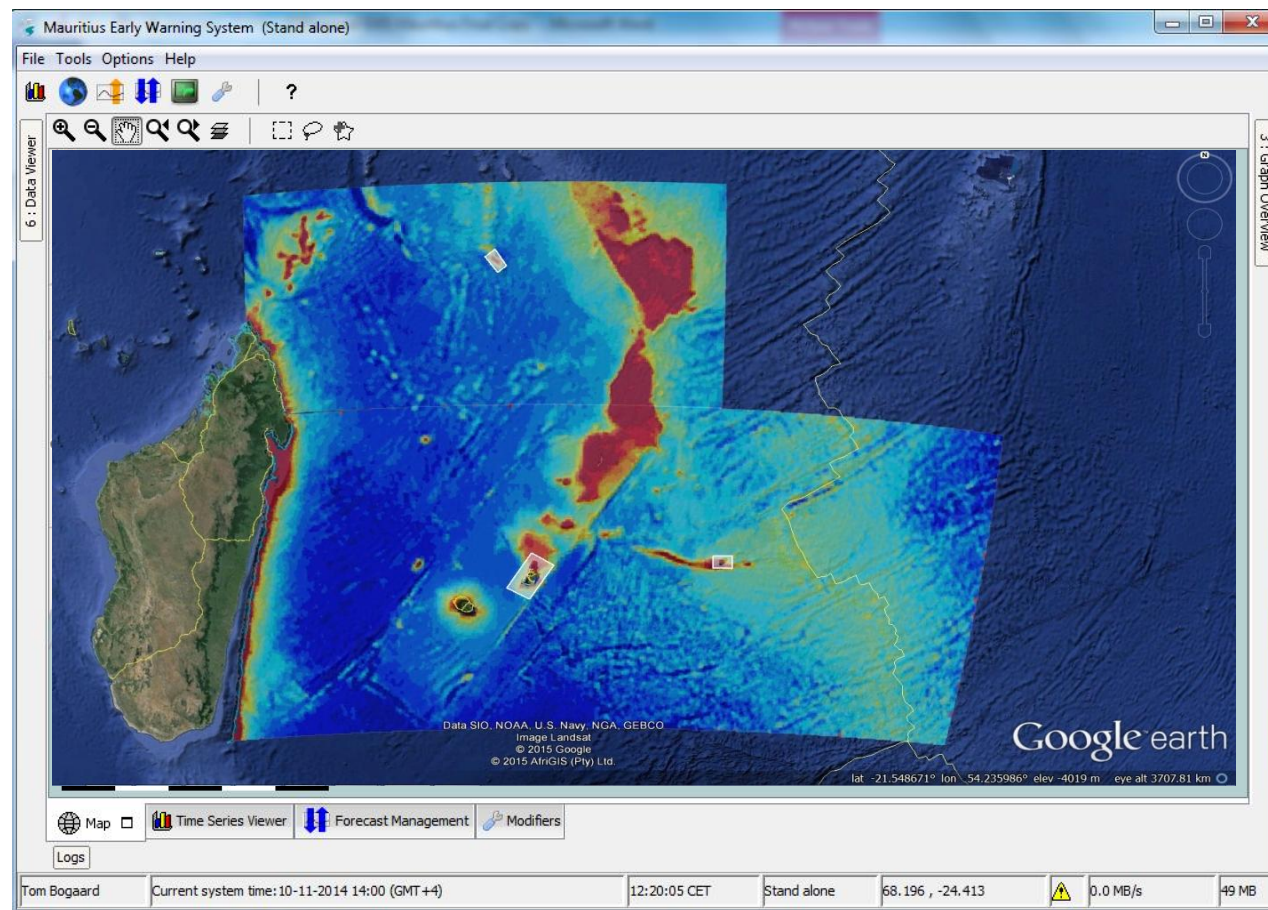 Mauritius Early Warning System (Stand alone)
File Tools Options Help
?
6 : Data Viewer
3 : Graph Overview
N
Data SIO, NOAA, U.S. Navy, NGA, GEBCO
Image Landsat
© 2015 Google
© 2015 AfriGIS (Pty) Ltd.
Google earth
lat -21.548671° lon 54.235986° elev -4019 m eye alt 3707.81 km
Map Time Series Viewer Forecast Management Modifiers
Logs
Tom Bogaard Current system time: 10-11-2014 14:00 (GMT+4) 12:20:05 CET Stand alone 68.196 , -24.413 0.0 MB/s 49 MB